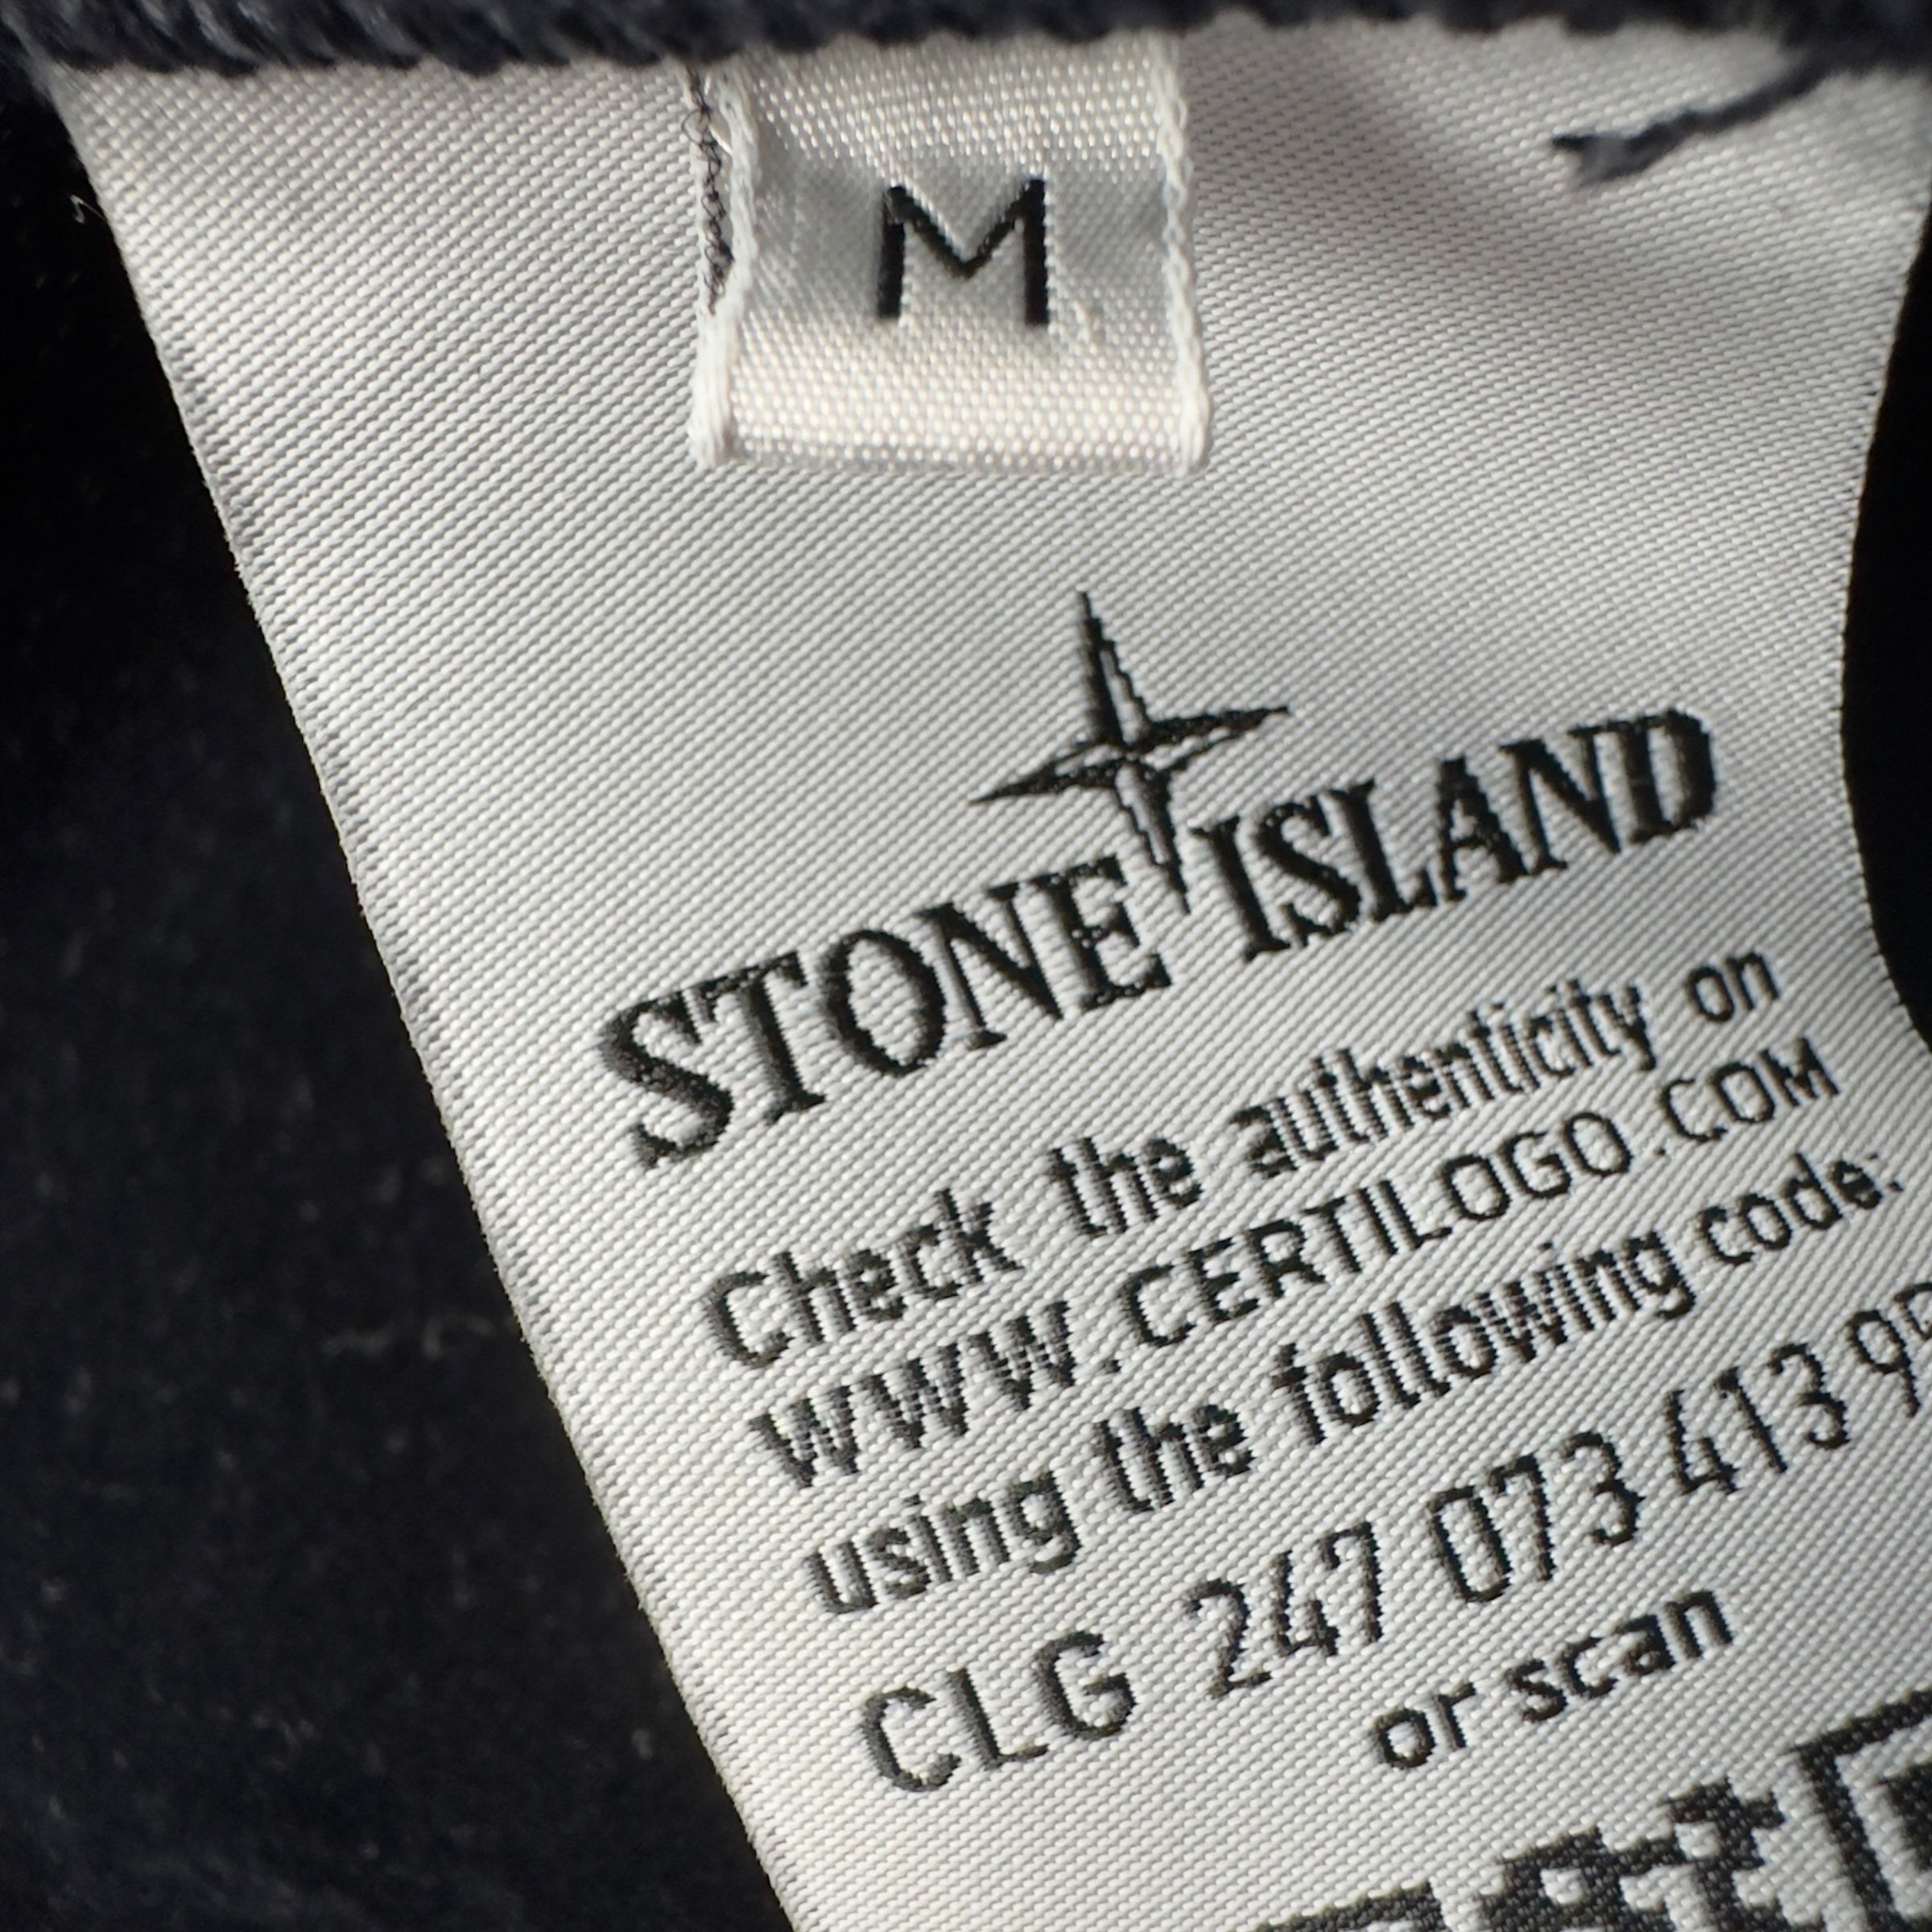 M
STONE ISLAND
Check the authenticity on
WWW.CERTILOGO.COM
using the following code:
CLG 247 073 413 9
or scan